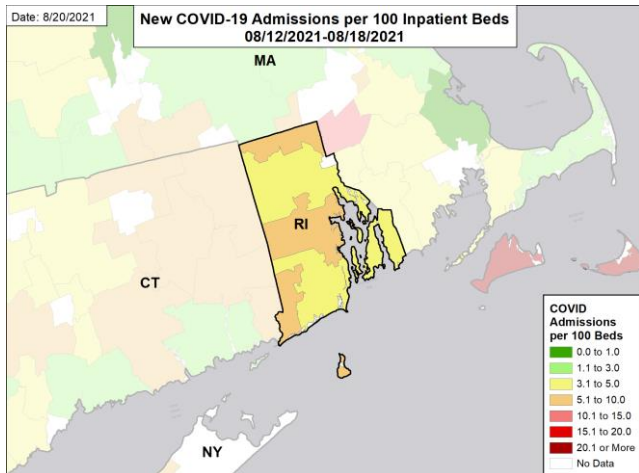 Date: 8/20/2021
New COVID-19 Admissions per 100 Inpatient Beds
08/12/2021-08/18/2021
MA
RI
CT
NY
COVID
Admissions
per 100 Beds
0.0 to 1.0
1.1 to 3.0
3.1 to 5.0
5.1 to 10.0
10.1 to 15.0
15.1 to 20.0
20.1 or More
No Data